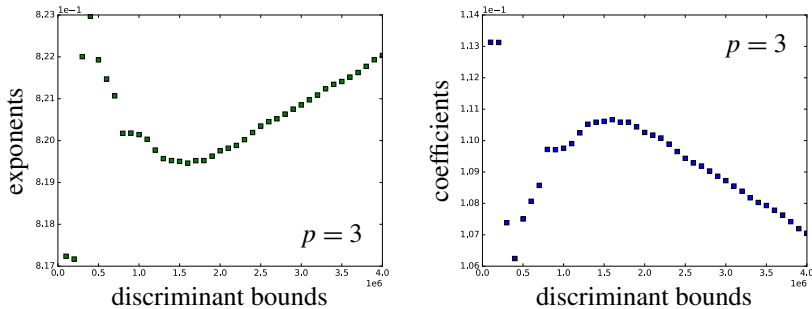 8.23 1e−1
8.22
8.21
8.20
8.19
8.18
8.17
0.0 0.5 1.0 1.5 2.0 2.5 3.0 3.5 4.0
1e6
exponents
discriminant bounds
p = 3
1.14 1e−1
1.13
1.12
1.11
1.10
1.09
1.08
1.07
1.06
0.0 0.5 1.0 1.5 2.0 2.5 3.0 3.5 4.0
1e6
coefficients
discriminant bounds
p = 3